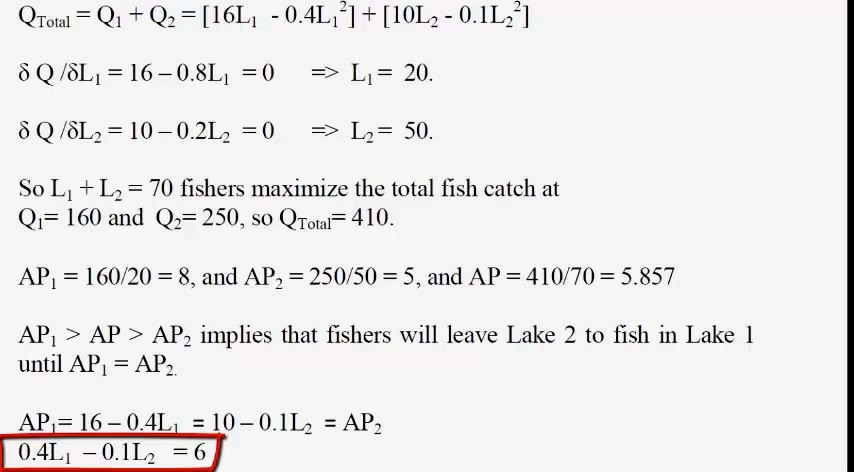 Q_Total = Q₁ + Q₂ = [16L₁ - 0.4L₁²] + [10L₂ - 0.1L₂²]
δ Q /δL₁ = 16 – 0.8L₁ = 0 => L₁ = 20.
δ Q /δL₂ = 10 – 0.2L₂ = 0 => L₂ = 50.
So L₁ + L₂ = 70 fishers maximize the total fish catch at
Q₁= 160 and Q₂= 250, so Q_Total= 410.
AP₁ = 160/20 = 8, and AP₂ = 250/50 = 5, and AP = 410/70 = 5.857
AP₁ > AP > AP₂ implies that fishers will leave Lake 2 to fish in Lake 1
until AP₁ = AP₂.
AP₁= 16 – 0.4L₁ = 10 – 0.1L₂ = AP₂
0.4L₁ – 0.1L₂ = 6